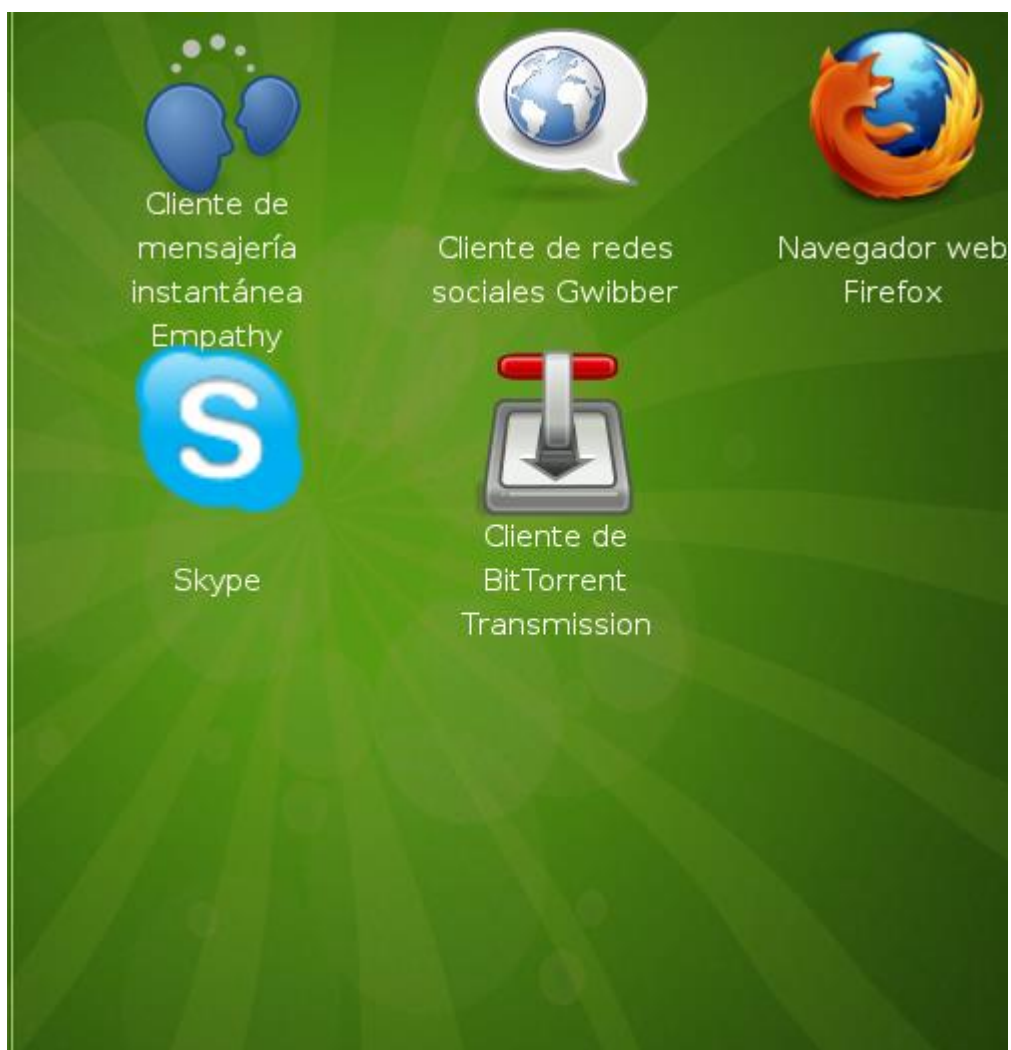 Cliente de
mensajería
instantánea
Empathy
Cliente de redes
sociales Gwibber
Navegador web
Firefox
S
Skype
Cliente de
BitTorrent
Transmission